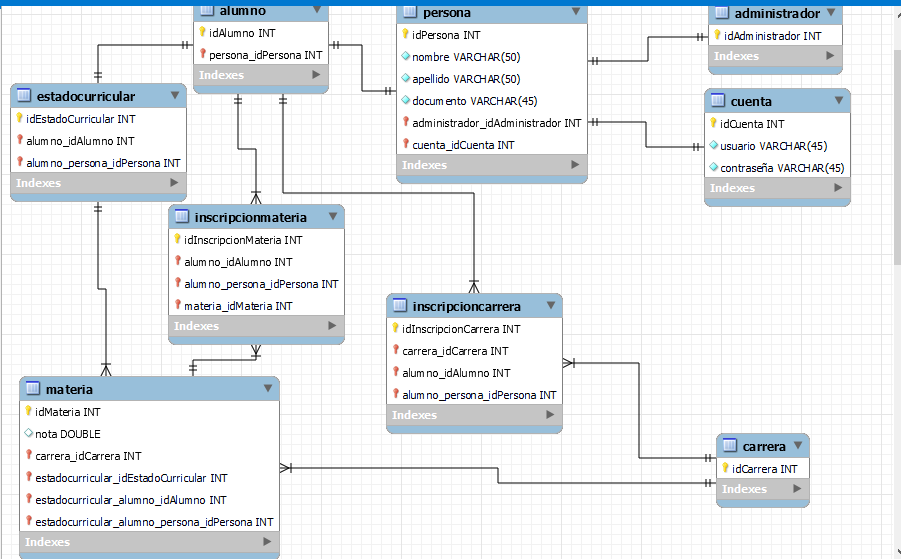 alumno
idAlumno INT
persona_idPersona INT
Indexes
persona
idPersona INT
nombre VARCHAR(50)
apellido VARCHAR(50)
documento VARCHAR(45)
administrador_idAdministrador INT
cuenta_idCuenta INT
Indexes
administrador
idAdministrador INT
Indexes
cuenta
idCuenta INT
usuario VARCHAR(45)
contraseña VARCHAR(45)
Indexes
estadocurricular
idEstadoCurricular INT
alumno_idAlumno INT
alumno_persona_idPersona INT
Indexes
inscripcionmateria
idInscripcionMateria INT
alumno_idAlumno INT
alumno_persona_idPersona INT
materia_idMateria INT
Indexes
inscripcioncarrera
idInscripcionCarrera INT
carrera_idCarrera INT
alumno_idAlumno INT
alumno_persona_idPersona INT
Indexes
materia
idMateria INT
nota DOUBLE
carrera_idCarrera INT
estadocurricular_idEstadoCurricular INT
estadocurricular_alumno_idAlumno INT
estadocurricular_alumno_persona_idPersona INT
Indexes
carrera
idCarrera INT
Indexes